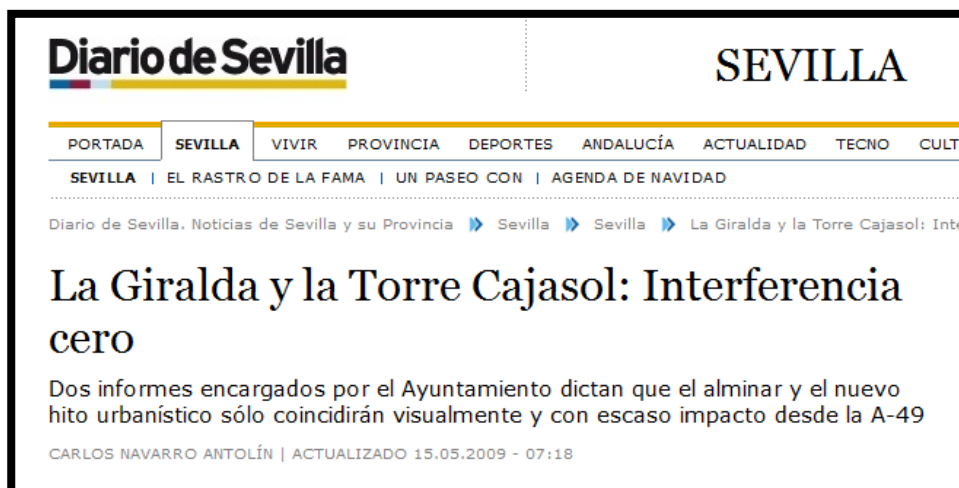 Diario de Sevilla
SEVILLA
PORTADA SEVILLA VIVIR PROVINCIA DEPORTES ANDALUCÍA ACTUALIDAD TECNO CULT
SEVILLA | EL RASTRO DE LA FAMA | UN PASEO CON | AGENDA DE NAVIDAD
Diario de Sevilla. Noticias de Sevilla y su Provincia Sevilla Sevilla La Giralda y la Torre Cajasol: Inte
La Giralda y la Torre Cajasol: Interferencia
cero
Dos informes encargados por el Ayuntamiento dictan que el alminar y el nuevo
hito urbanístico sólo coincidirán visualmente y con escaso impacto desde la A-49
CARLOS NAVARRO ANTOLÍN | ACTUALIZADO 15.05.2009 - 07:18